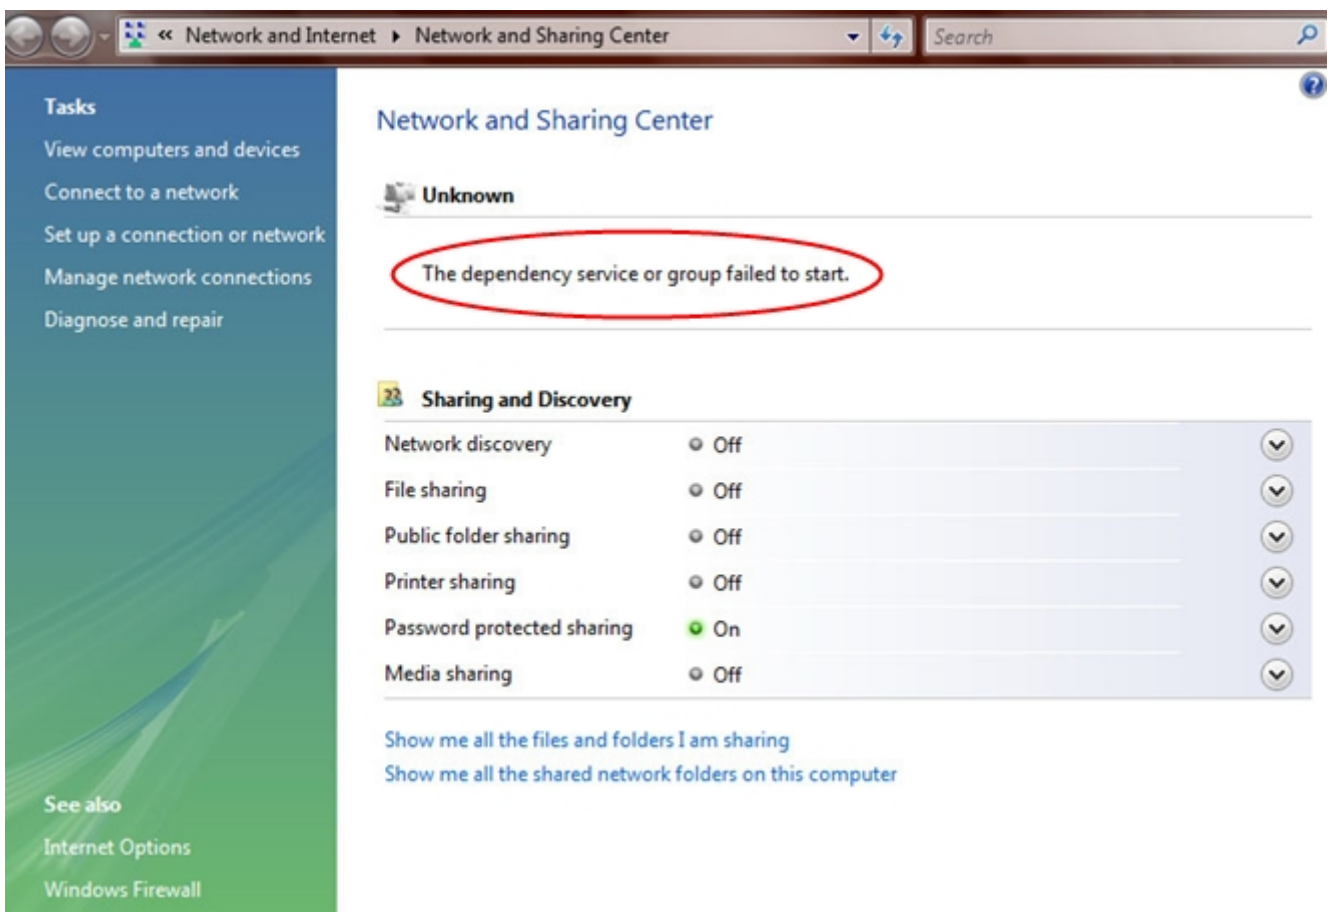 « Network and Internet ▸ Network and Sharing Center
Search
Tasks
View computers and devices
Connect to a network
Set up a connection or network
Manage network connections
Diagnose and repair
See also
Internet Options
Windows Firewall
Network and Sharing Center
Unknown
The dependency service or group failed to start.
Sharing and Discovery
Network discovery Off
File sharing Off
Public folder sharing Off
Printer sharing Off
Password protected sharing On
Media sharing Off
Show me all the files and folders I am sharing
Show me all the shared network folders on this computer